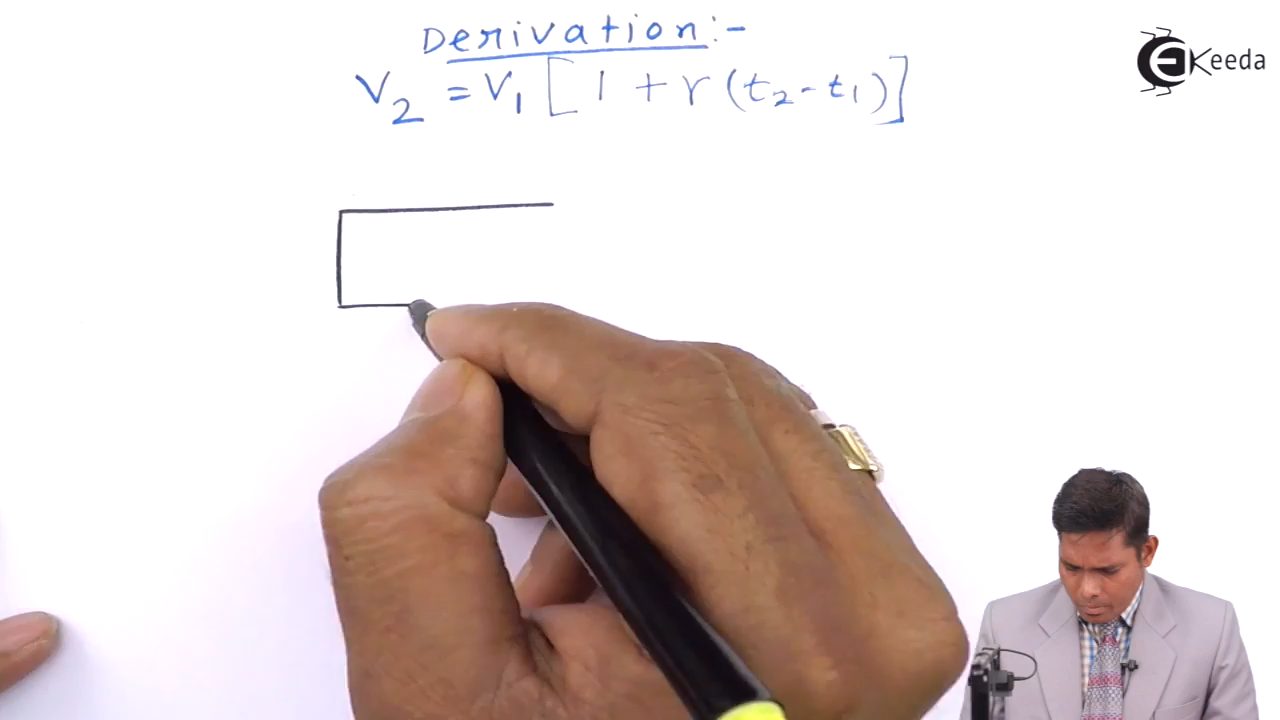 Derivation:-
V₂ = V₁ [1 + γ (t₂ - t₁)]
Keeda